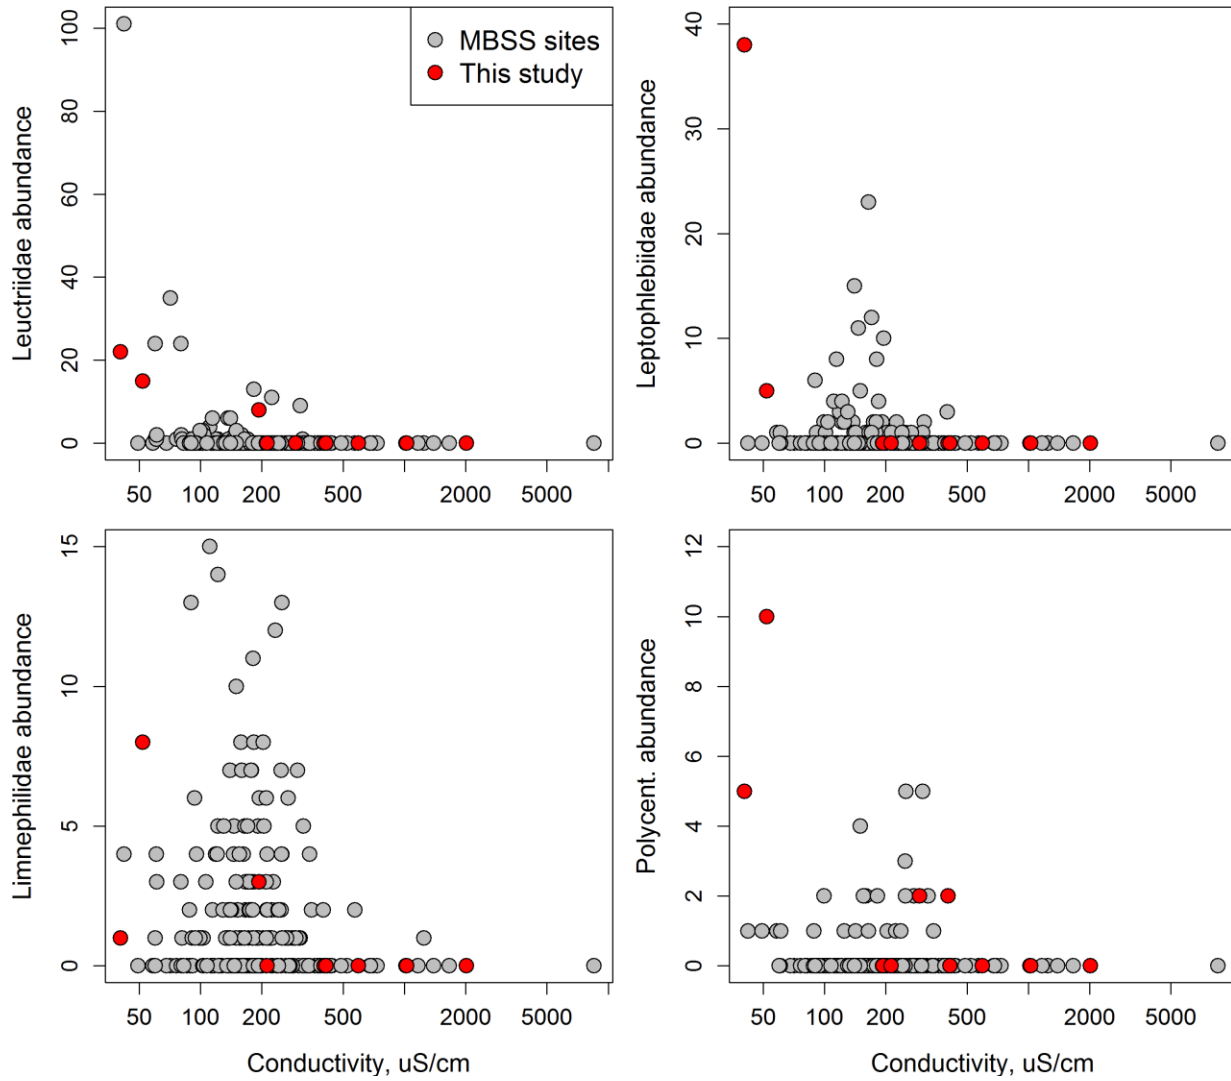 MBSS sites
This study
Leuctriidae abundance
100
80
60
40
20
0
50 100 200 500 2000 5000
Leptophlebiidae abundance
40
30
20
10
0
50 100 200 500 2000 5000
Limnephilidae abundance
15
10
5
0
50 100 200 500 2000 5000
Conductivity, uS/cm
Polycent. abundance
12
10
8
6
4
2
0
50 100 200 500 2000 5000
Conductivity, uS/cm